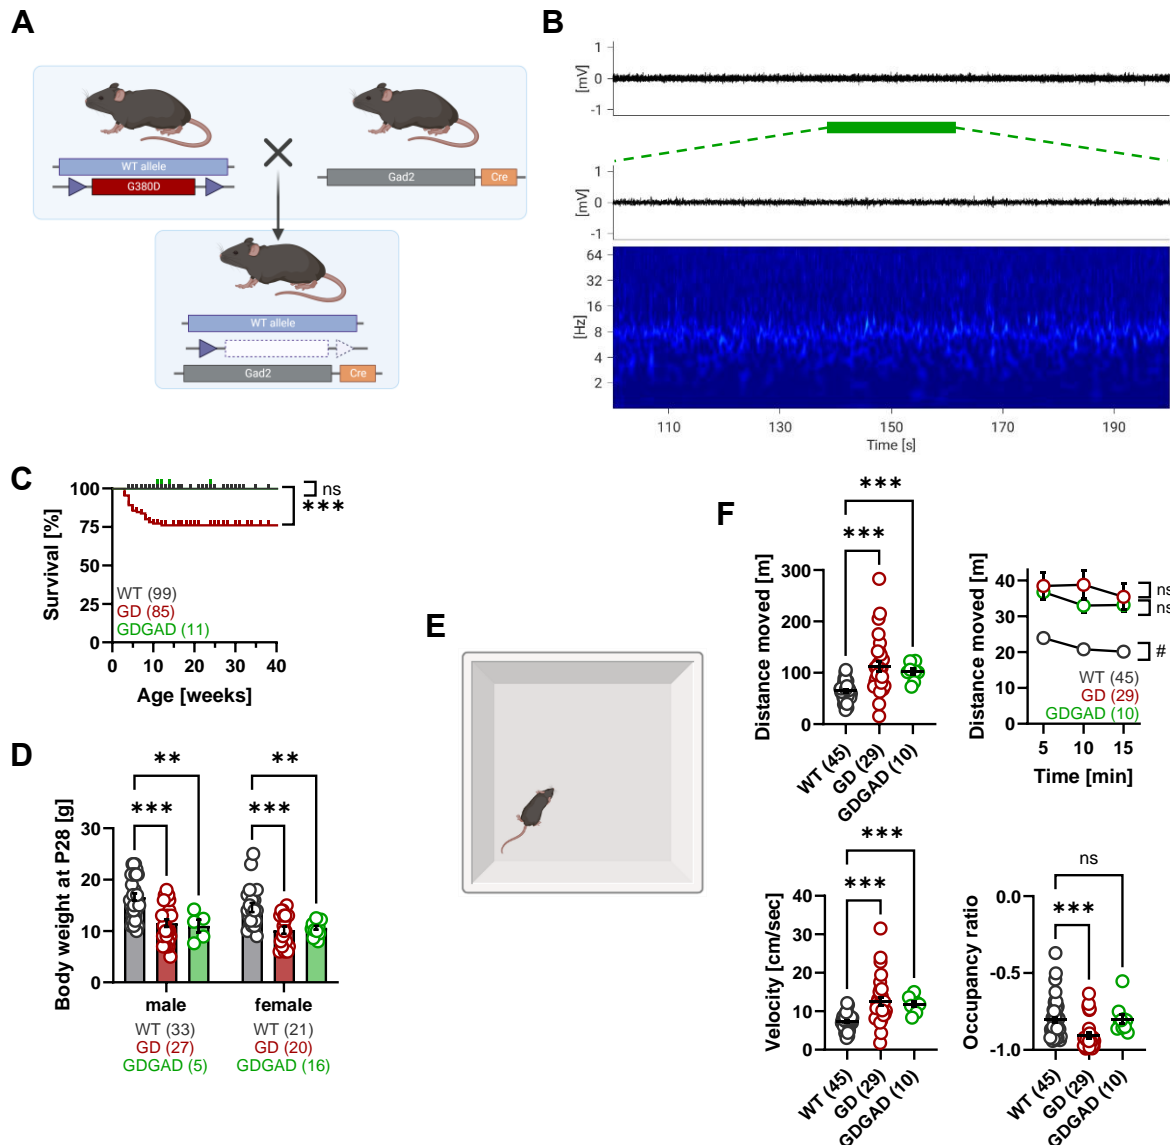 A
WT allele
G380D
Gad2
Cre
WT allele
Gad2
Cre
B
1
0
-1
[mV]
1
0
-1
[mV]
64
32
16
8
4
2
[Hz]
110 130 150 170 190
Time [s]
C
100
75
50
25
0
Survival [%]
ns
***
WT (99)
GD (85)
GDGAD (11)
0 10 20 30 40
Age [weeks]
D
** **
*** ***
30
20
10
0
Body weight at P28 [g]
male female
WT (33) WT (21)
GD (27) GD (20)
GDGAD (5) GDGAD (16)
E
F
***
***
300
200
100
0
Distance moved [m]
WT (45)
GD (29)
GDGAD (10)
40
30
20
10
0
Distance moved [m]
ns
ns
#
WT (45)
GD (29)
GDGAD (10)
5 10 15
Time [min]
***
***
40
30
20
10
0
Velocity [cm/sec]
WT (45)
GD (29)
GDGAD (10)
ns
***
0.0
-0.5
-1.0
Occupancy ratio
WT (45)
GD (29)
GDGAD (10)